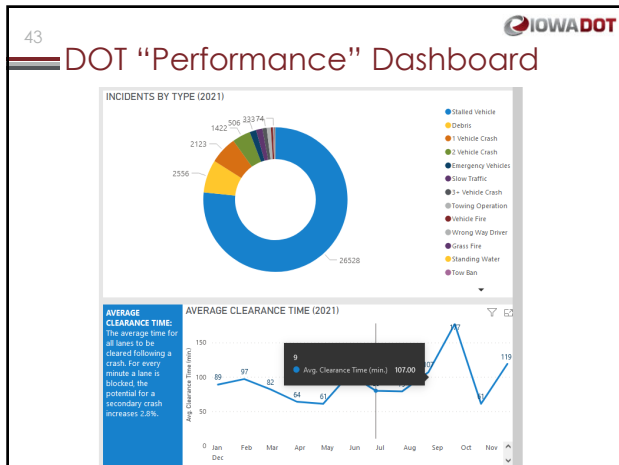 43
IOWADOT
DOT “Performance” Dashboard
INCIDENTS BY TYPE (2021)
1422
506
333
74
2123
2556
26528
Stalled Vehicle
Debris
1 Vehicle Crash
2 Vehicle Crash
Emergency Vehicles
Slow Traffic
3+ Vehicle Crash
Towing Operation
Vehicle Fire
Wrong Way Driver
Grass Fire
Standing Water
Tow Ban
AVERAGE
CLEARANCE TIME:
The average time for
all lanes to be
cleared following a
crash. For every
minute a lane is
blocked, the
potential for a
secondary crash
increases 2.8%.
AVERAGE CLEARANCE TIME (2021)
Avg. Clearance Time (min.)
150
100
50
0
89
97
82
64
61
107
61
119
9
Avg. Clearance Time (min.) 107.00
Jan Feb Mar Apr May Jun Jul Aug Sep Oct Nov
Dec